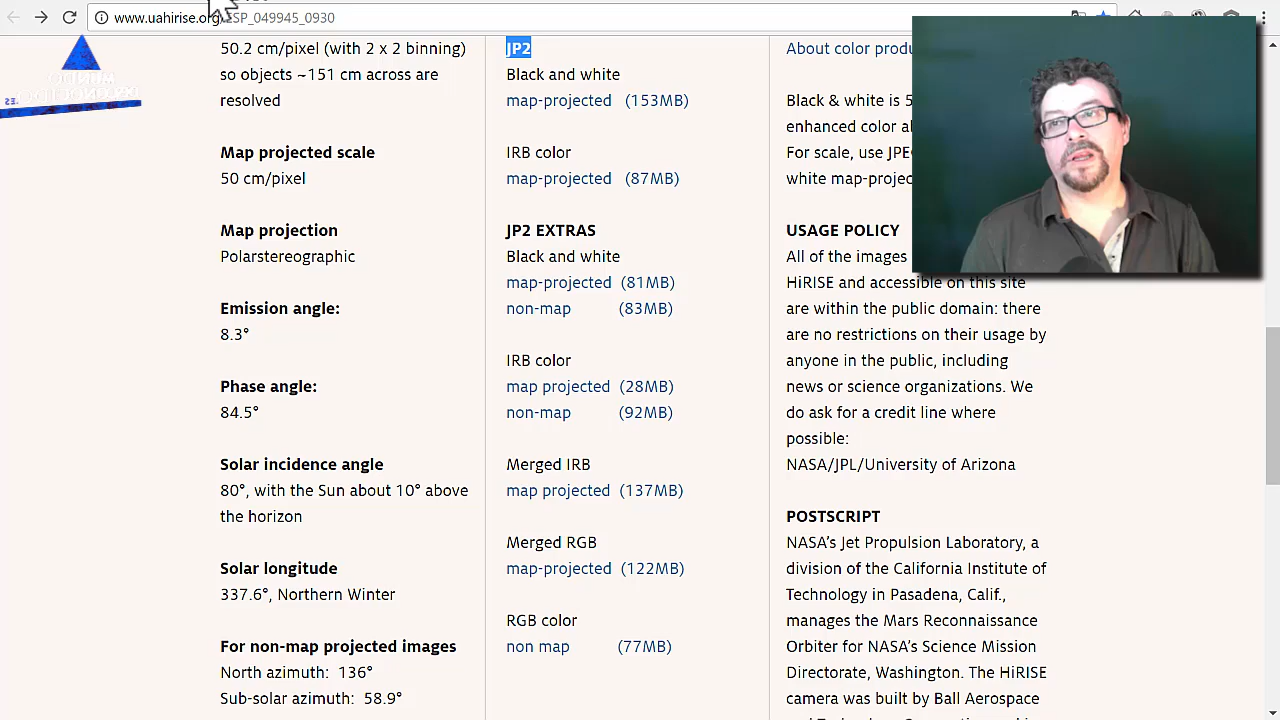 www.uahirise.org/ESP_049945_0930
50.2 cm/pixel (with 2 x 2 binning)
so objects ~151 cm across are
resolved
Map projected scale
50 cm/pixel
Map projection
Polarstereographic
Emission angle:
8.3°
Phase angle:
84.5°
Solar incidence angle
80°, with the Sun about 10° above
the horizon
Solar longitude
337.6°, Northern Winter
For non-map projected images
North azimuth: 136°
Sub-solar azimuth: 58.9°
JP2
Black and white
map-projected (153MB)
IRB color
map-projected (87MB)
JP2 EXTRAS
Black and white
map-projected (81MB)
non-map (83MB)
IRB color
map projected (28MB)
non-map (92MB)
Merged IRB
map projected (137MB)
Merged RGB
map-projected (122MB)
RGB color
non map (77MB)
About color produ
Black & white is 5
enhanced color a
For scale, use JPE
white map-projec
USAGE POLICY
All of the images
HiRISE and accessible on this site
are within the public domain: there
are no restrictions on their usage by
anyone in the public, including
news or science organizations. We
do ask for a credit line where
possible:
NASA/JPL/University of Arizona
POSTSCRIPT
NASA's Jet Propulsion Laboratory, a
division of the California Institute of
Technology in Pasadena, Calif.,
manages the Mars Reconnaissance
Orbiter for NASA's Science Mission
Directorate, Washington. The HiRISE
camera was built by Ball Aerospace